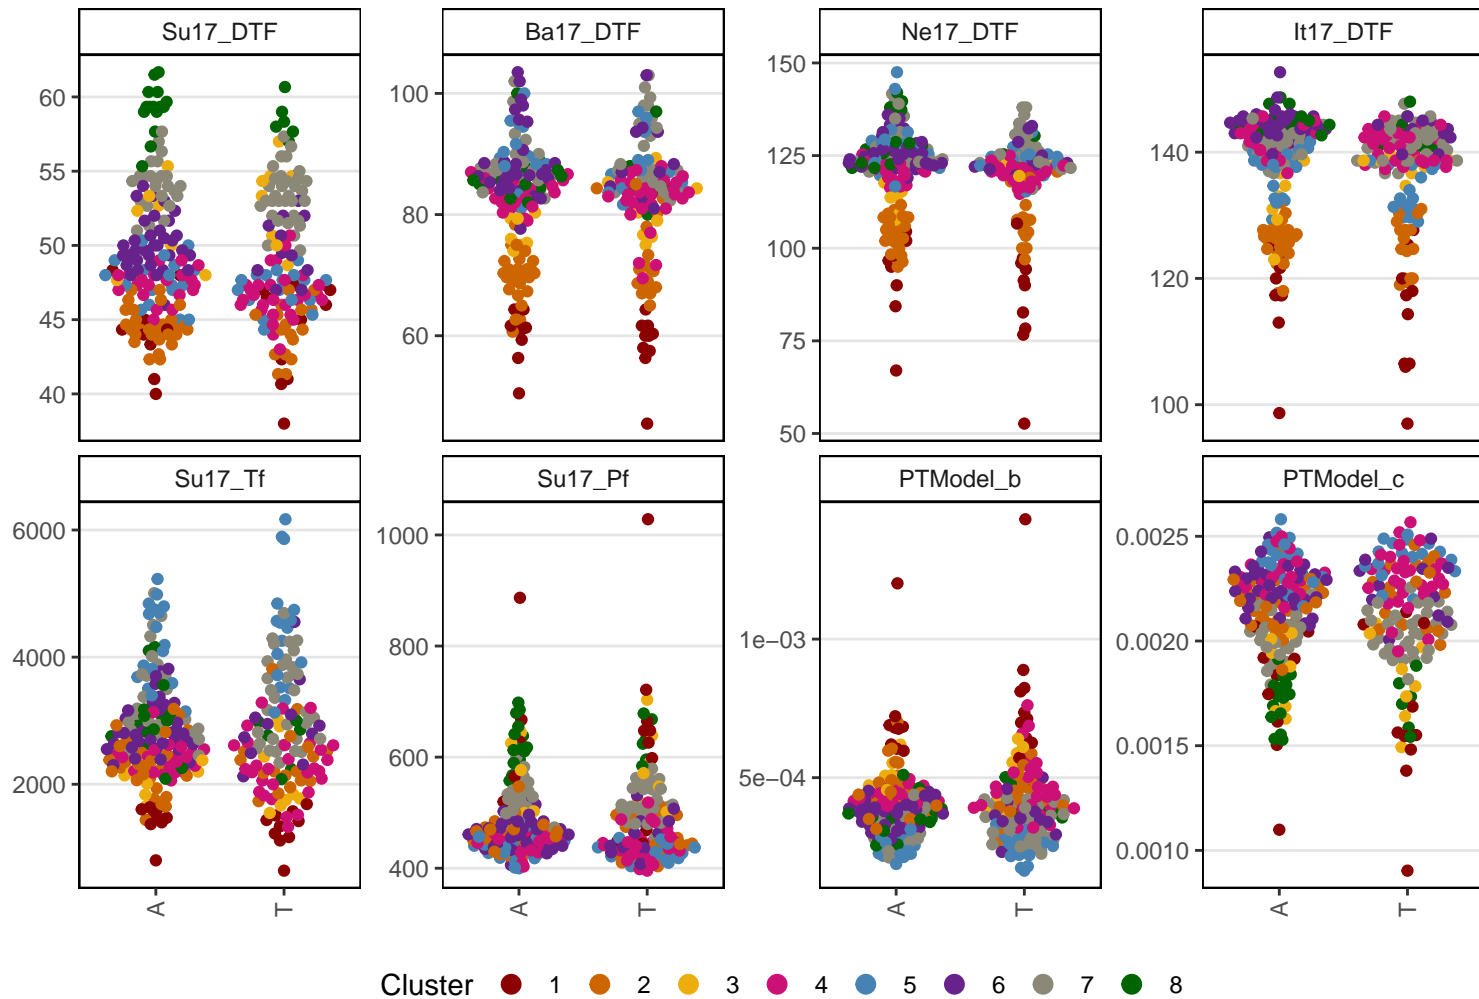 Su17_DTF Ba17_DTF Ne17_DTF It17_DTF
60 55 50 45 40
100 80 60
150 125 100 75 50
140 120 100
Su17_Tf Su17_Pf PTModel_b PTModel_c
6000 4000 2000
1000 800 600 400
1e−03 5e−04
0.0025 0.0020 0.0015 0.0010
A T A T A T A T
Cluster 1 2 3 4 5 6 7 8